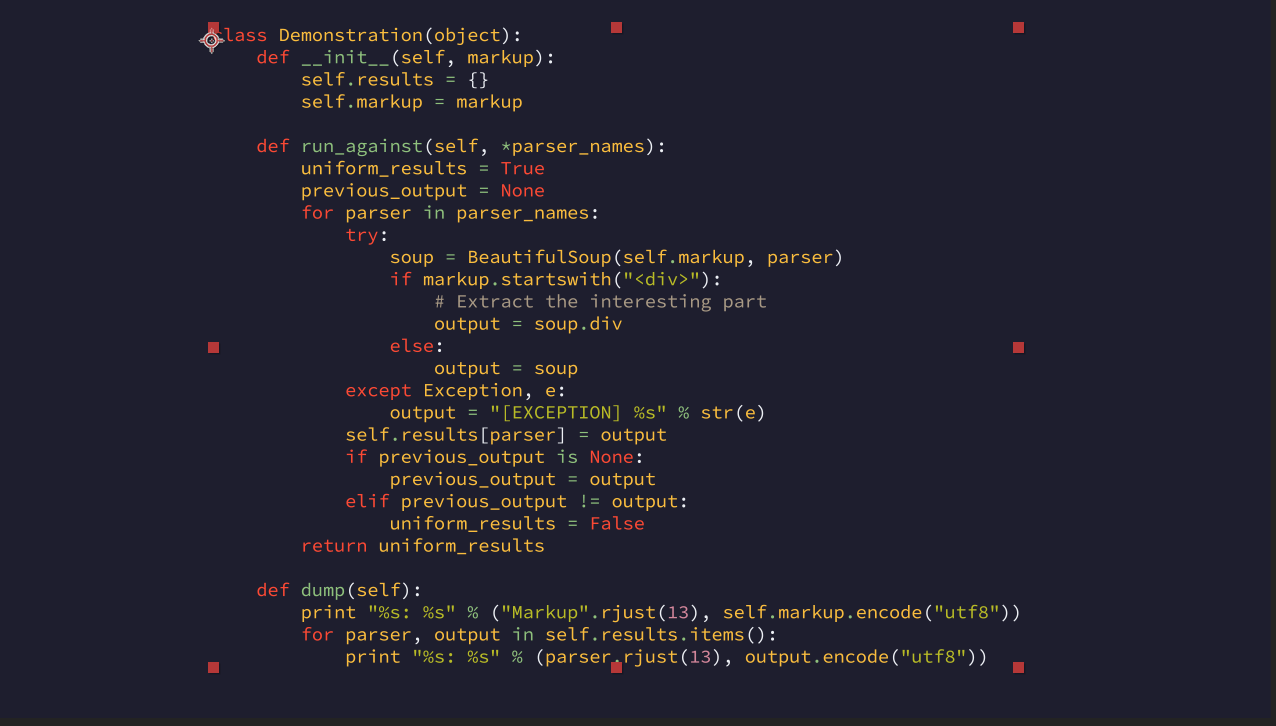 class Demonstration(object):
    def __init__(self, markup):
        self.results = {}
        self.markup = markup

    def run_against(self, *parser_names):
        uniform_results = True
        previous_output = None
        for parser in parser_names:
            try:
                soup = BeautifulSoup(self.markup, parser)
                if markup.startswith("<div>"):
                    # Extract the interesting part
                    output = soup.div
                else:
                    output = soup
            except Exception, e:
                output = "[EXCEPTION] %s" % str(e)
            self.results[parser] = output
            if previous_output is None:
                previous_output = output
            elif previous_output != output:
                uniform_results = False
        return uniform_results

    def dump(self):
        print "%s: %s" % ("Markup".rjust(13), self.markup.encode("utf8"))
        for parser, output in self.results.items():
            print "%s: %s" % (parser.rjust(13), output.encode("utf8"))